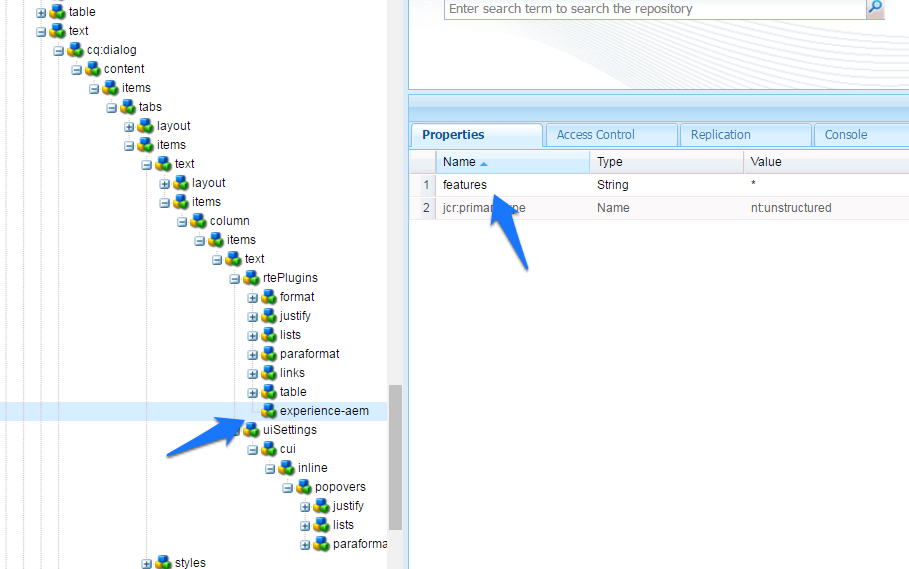 table
text
cq:dialog
content
items
tabs
layout
items
text
layout
items
column
items
text
rtePlugins
format
justify
lists
paraformat
links
table
experience-aem
uiSettings
cui
inline
popovers
justify
lists
paraforma
styles
Enter search term to search the repository
Properties Access Control Replication Console
Name Type Value
1 features String *
2 jcr:primar pe Name nt:unstructured